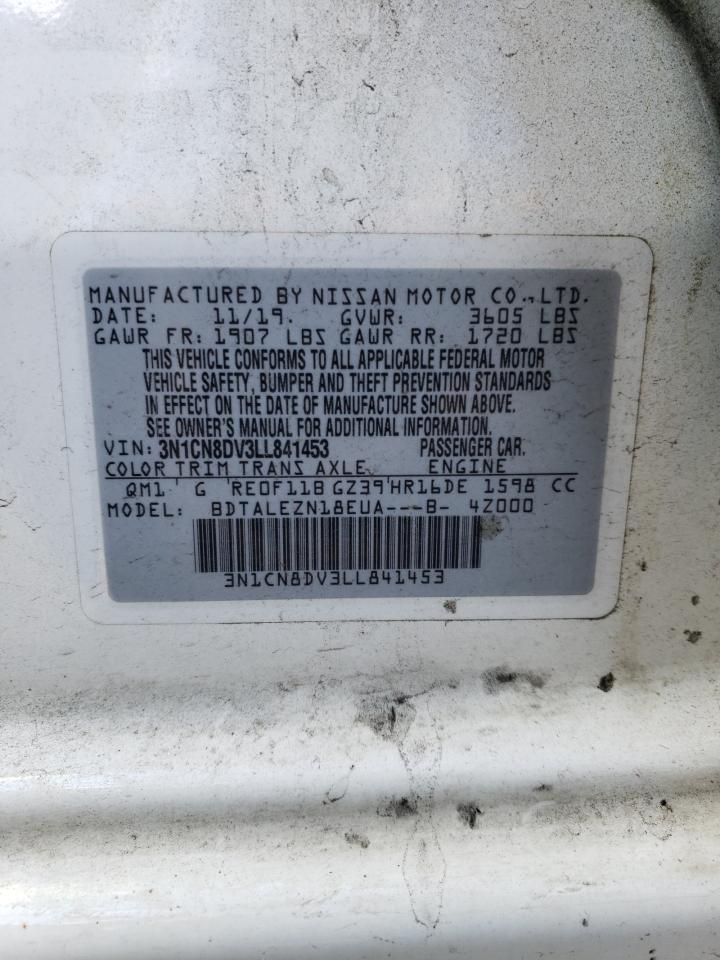 MANUFACTURED BY NISSAN MOTOR CO., LTD.
DATE: 11/19. GVWR: 3605 LBS
GAWR FR: 1907 LBS GAWR RR: 1720 LBS
THIS VEHICLE CONFORMS TO ALL APPLICABLE FEDERAL MOTOR
VEHICLE SAFETY, BUMPER AND THEFT PREVENTION STANDARDS
IN EFFECT ON THE DATE OF MANUFACTURE SHOWN ABOVE.
SEE OWNER'S MANUAL FOR ADDITIONAL INFORMATION.
VIN: 3N1CN8DV3LL841453 PASSENGER CAR.
COLOR TRIM TRANS AXLE ENGINE
QM1 ' G 'RE0F11B GZ39'HR16DE 1598 CC
MODEL: BDTALEZN18EUA---B- 4Z000
3N1CN8DV3LL841453